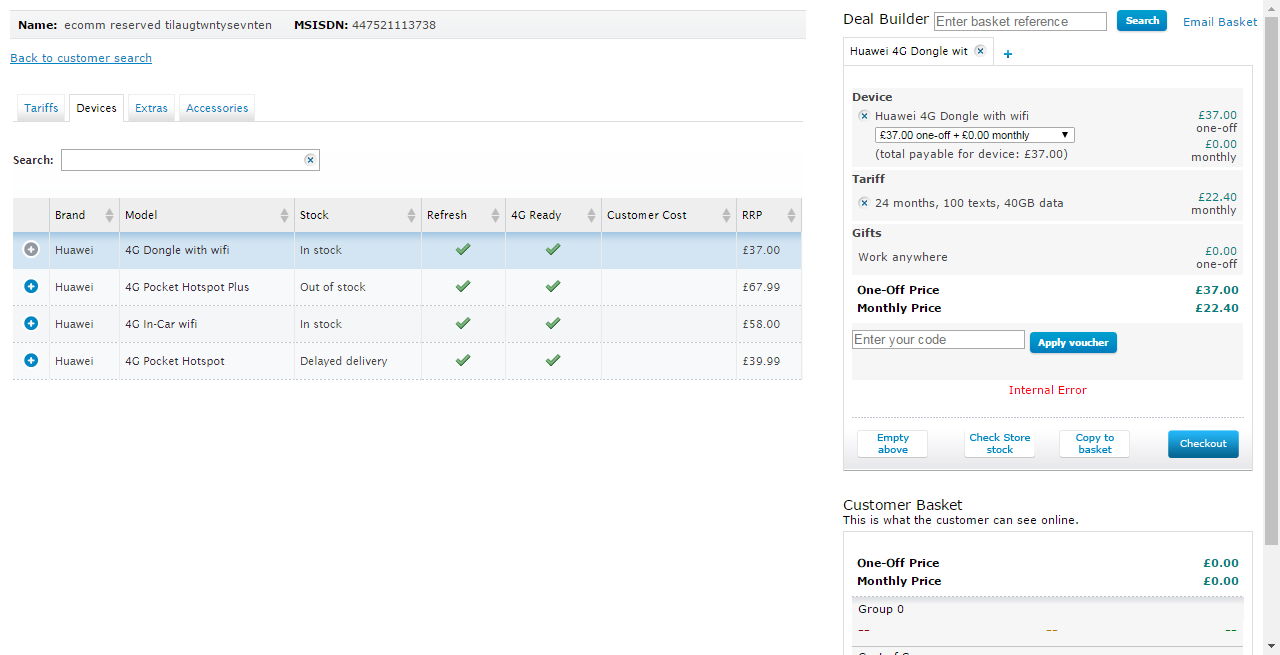 Name: ecomm reserved tilaugtwntysevnten MSISDN: 447521113738
Back to customer search
Tariffs Devices Extras Accessories
Search:
Brand Model Stock Refresh 4G Ready Customer Cost RRP
Huawei 4G Dongle with wifi In stock £37.00
Huawei 4G Pocket Hotspot Plus Out of stock £67.99
Huawei 4G In-Car wifi In stock £58.00
Huawei 4G Pocket Hotspot Delayed delivery £39.99
Deal Builder Enter basket reference Search Email Basket
Huawei 4G Dongle wit
Device
Huawei 4G Dongle with wifi £37.00
one-off
£37.00 one-off + £0.00 monthly
£0.00
(total payable for device: £37.00) monthly
Tariff
24 months, 100 texts, 40GB data £22.40
monthly
Gifts
Work anywhere £0.00
one-off
One-Off Price £37.00
Monthly Price £22.40
Enter your code Apply voucher
Internal Error
Empty above Check Store stock Copy to basket Checkout
Customer Basket
This is what the customer can see online.
One-Off Price £0.00
Monthly Price £0.00
Group 0
-- -- --